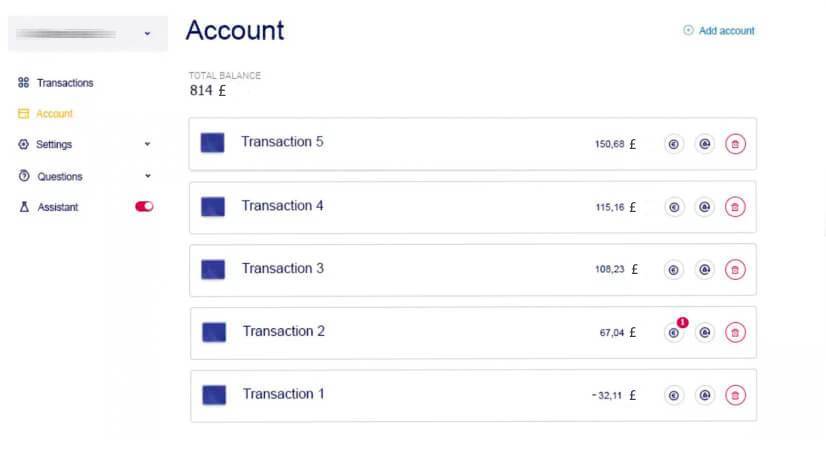 Account
Add account
Transactions
Account
Settings
Questions
Assistant
TOTAL BALANCE
814 £
Transaction 5 150,68 £
Transaction 4 115,16 £
Transaction 3 108,23 £
1
Transaction 2 67,04 £
Transaction 1 -32,11 £